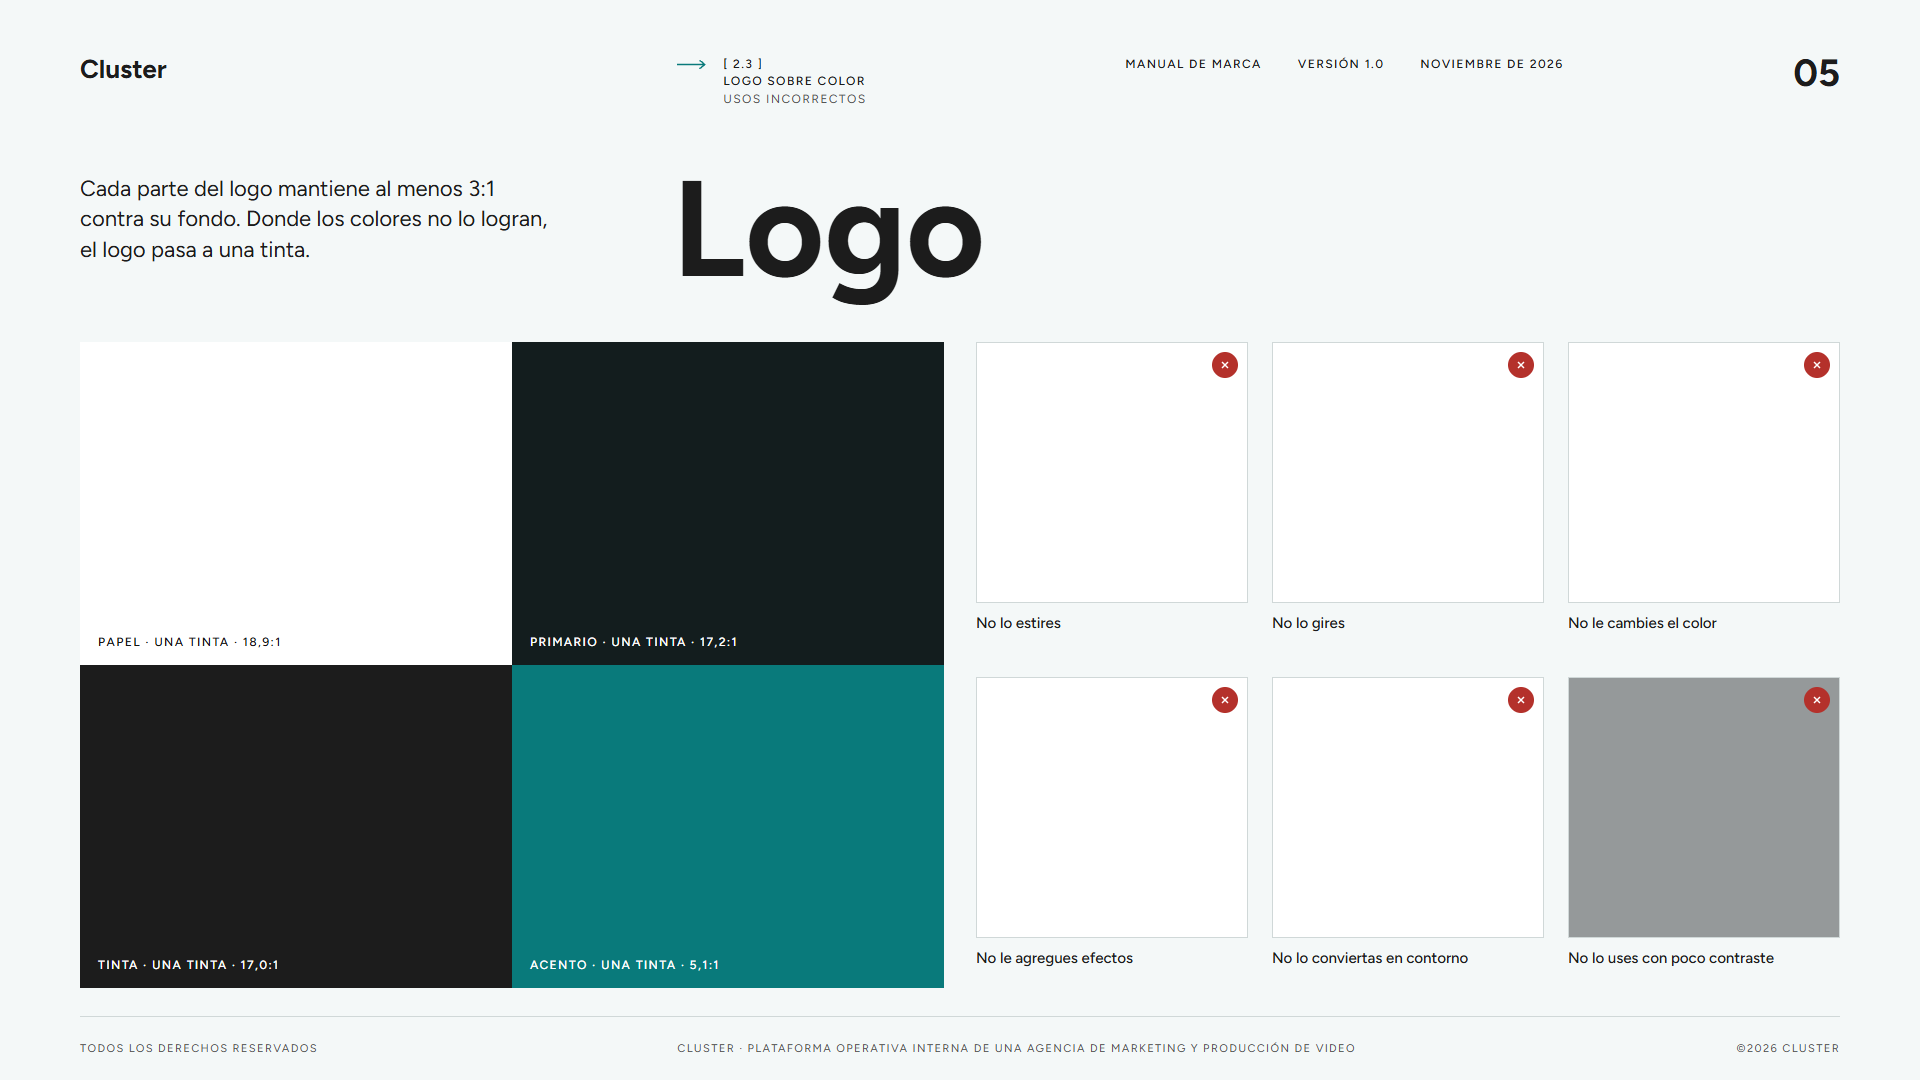 Cluster
[ 2.3 ]
LOGO SOBRE COLOR
USOS INCORRECTOS
MANUAL DE MARCA
VERSIÓN 1.0
NOVIEMBRE DE 2026
05
Cada parte del logo mantiene al menos 3:1
contra su fondo. Donde los colores no lo logran,
el logo pasa a una tinta.
Logo
PAPEL · UNA TINTA · 18,9:1
PRIMARIO · UNA TINTA · 17,2:1
TINTA · UNA TINTA · 17,0:1
ACENTO · UNA TINTA · 5,1:1
No lo estires
No lo gires
No le cambies el color
No le agregues efectos
No lo conviertas en contorno
No lo uses con poco contraste
TODOS LOS DERECHOS RESERVADOS
CLUSTER · PLATAFORMA OPERATIVA INTERNA DE UNA AGENCIA DE MARKETING Y PRODUCCIÓN DE VIDEO
©2026 CLUSTER